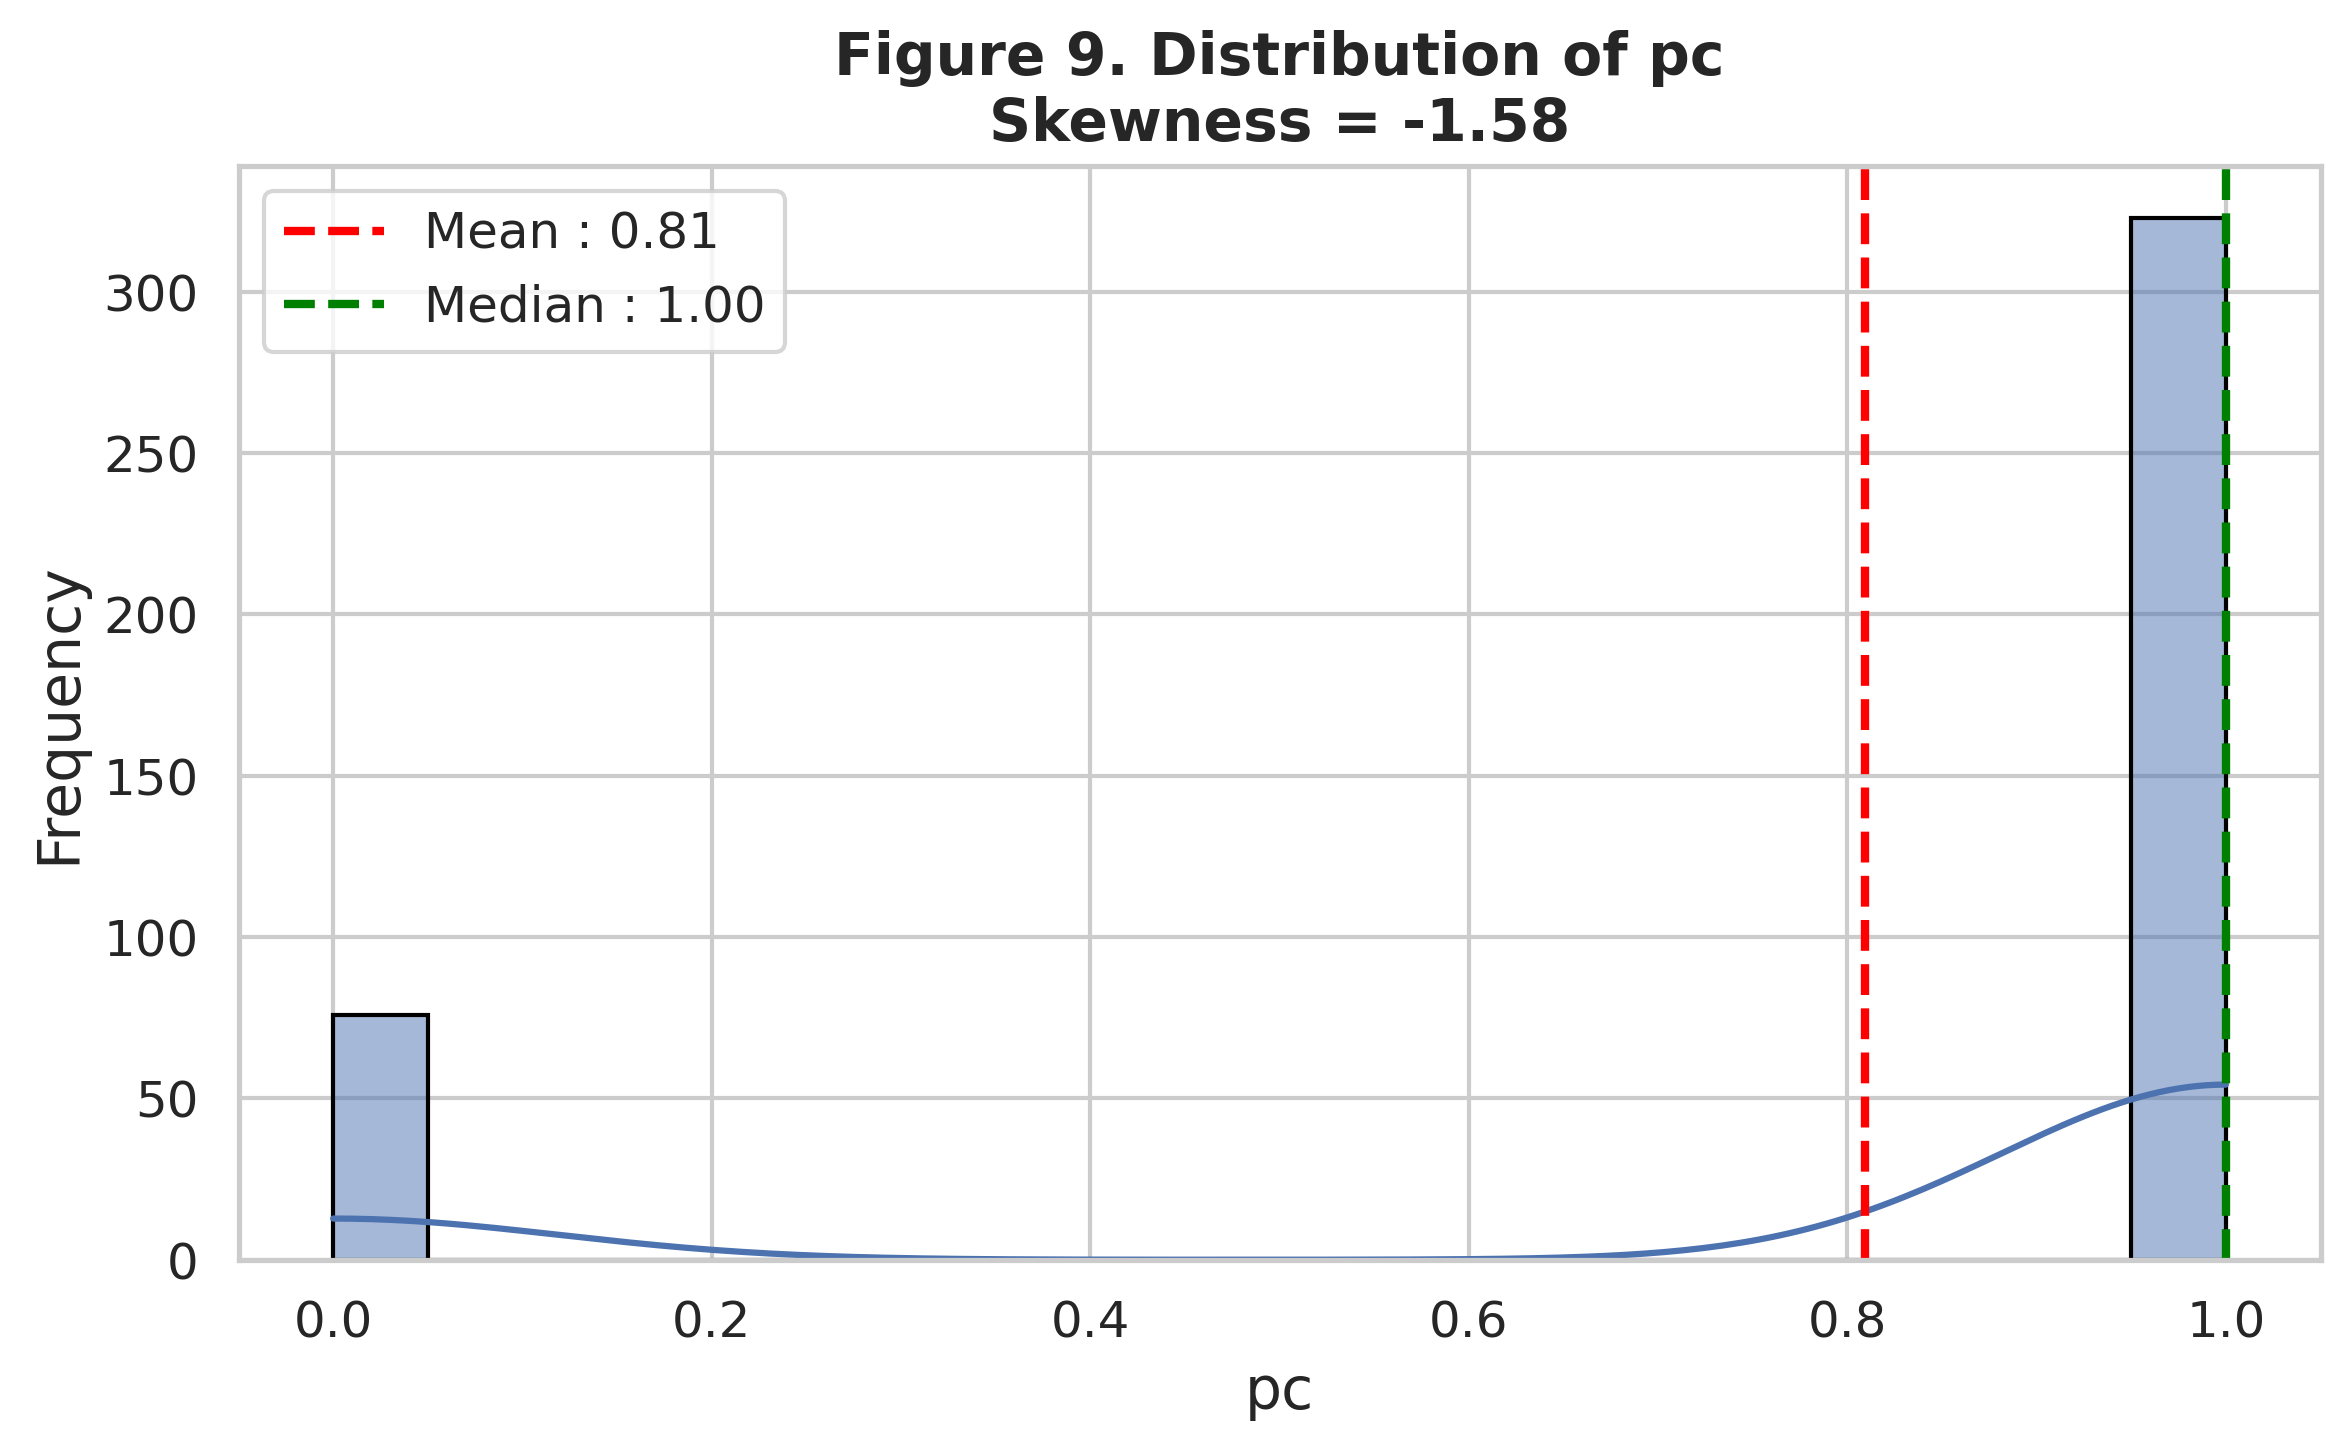 Figure 9. Distribution of pc
Skewness = -1.58
Mean : 0.81
Median : 1.00
Frequency
300
250
200
150
100
50
0
0.0 0.2 0.4 0.6 0.8 1.0
pc